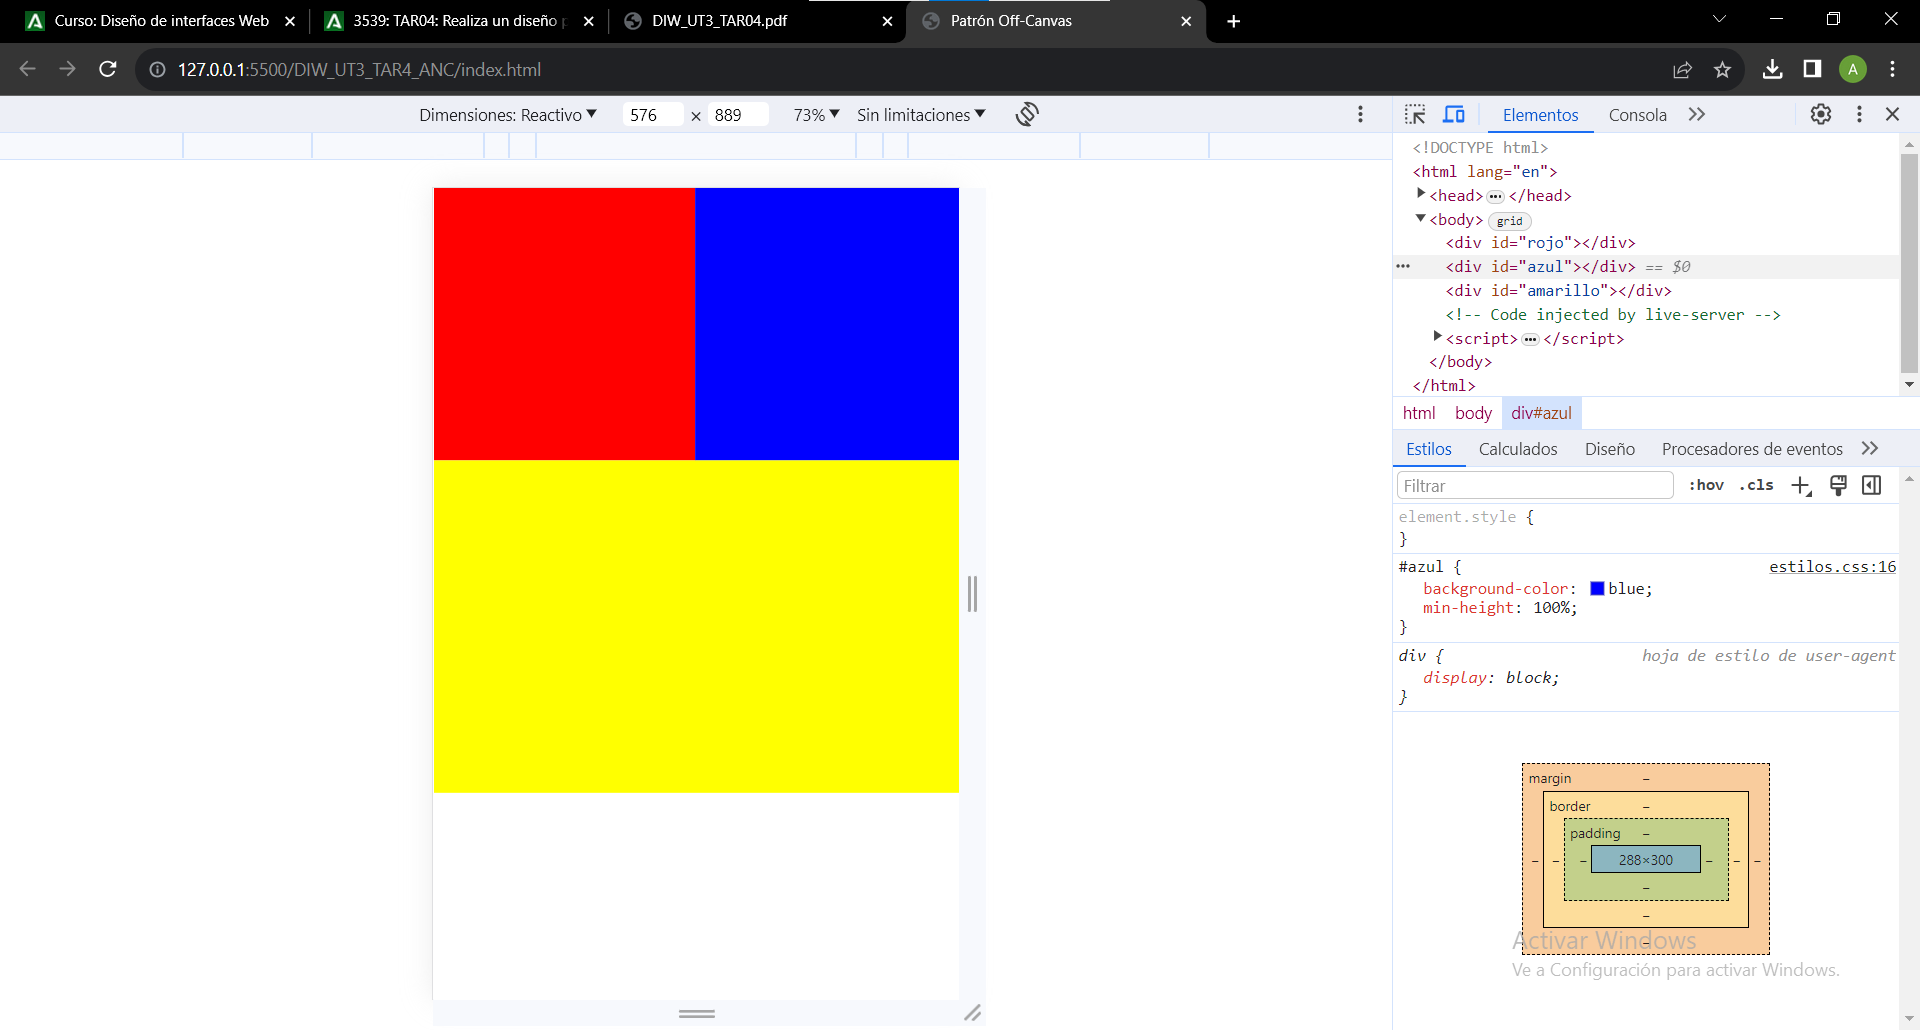 Curso: Diseño de interfaces Web
3539: TAR04: Realiza un diseño p
DIW_UT3_TAR04.pdf
Patrón Off-Canvas
127.0.0.1:5500/DIW_UT3_TAR4_ANC/index.html
A
Dimensiones: Reactivo
576 × 889
73%
Sin limitaciones
Elementos
Consola
<!DOCTYPE html>
<html lang="en">
<head>…</head>
<body> grid
<div id="rojo"></div>
<div id="azul"></div> == $0
<div id="amarillo"></div>
<!-- Code injected by live-server -->
<script>…</script>
</body>
</html>
html body div#azul
Estilos Calculados Diseño Procesadores de eventos
Filtrar :hov .cls
element.style {
}
#azul { estilos.css:16
background-color: blue;
min-height: 100%;
}
div { hoja de estilo de user-agent
display: block;
}
margin –
border –
padding –
– – – 288×300 – – –
–
–
–
Activar Windows
Ve a Configuración para activar Windows.